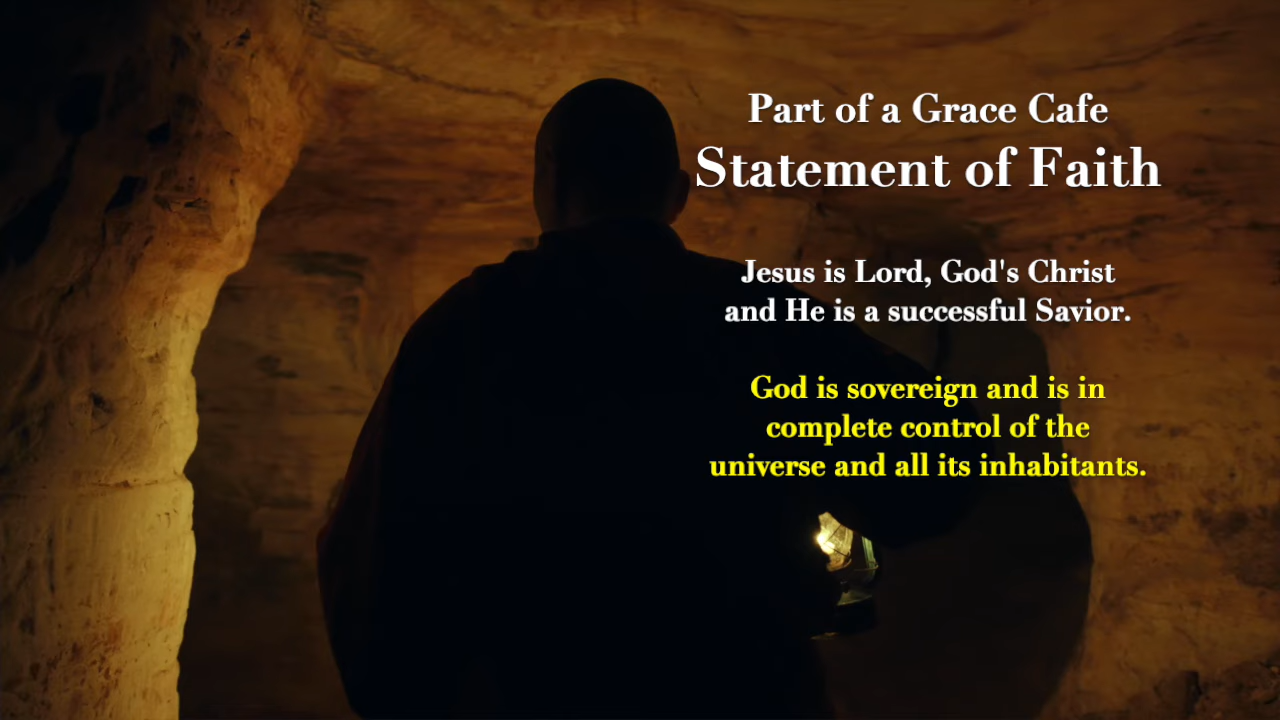 Part of a Grace Cafe
Statement of Faith
Jesus is Lord, God's Christ
and He is a successful Savior.
God is sovereign and is in
complete control of the
universe and all its inhabitants.